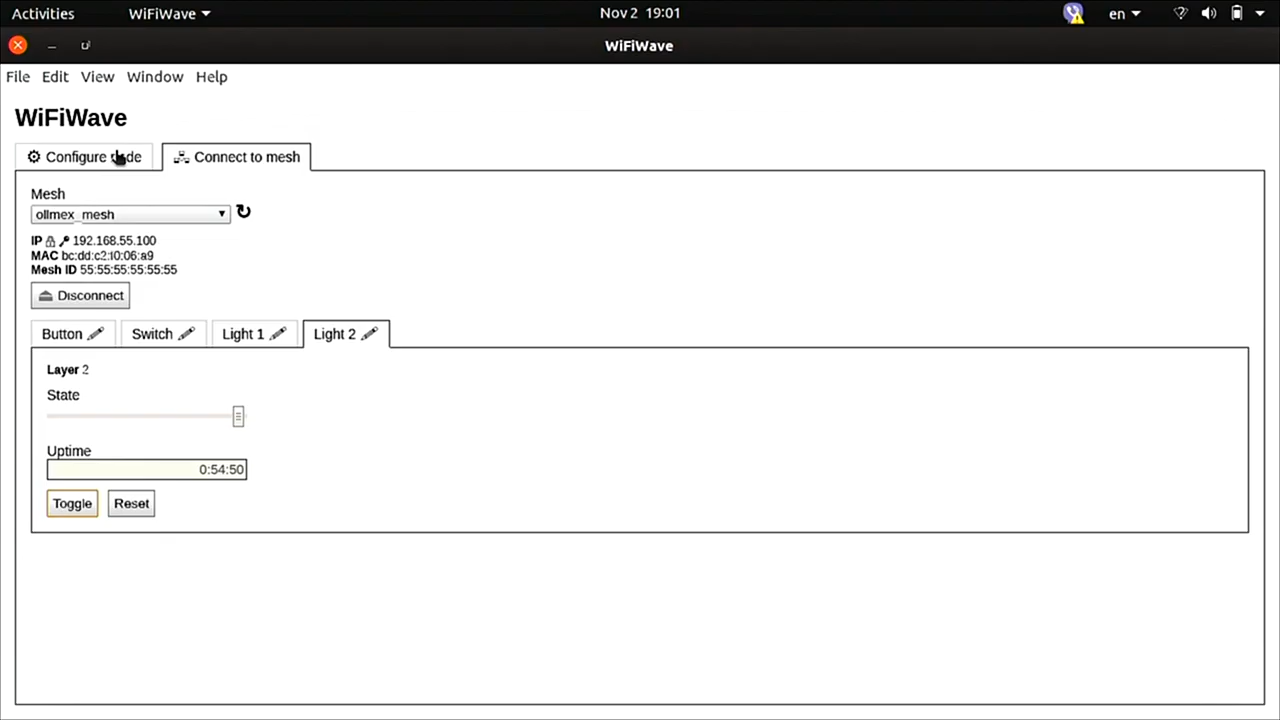 Activities WiFiWave Nov 2 19:01 en
WiFiWave
File Edit View Window Help
WiFiWave
Configure de Connect to mesh
Mesh
ollmex_mesh
IP 192.168.55.100
MAC bc:dd:c2:f0:06:a9
Mesh ID 55:55:55:55:55:55
Disconnect
Button Switch Light 1 Light 2
Layer 2
State
Uptime
0:54:50
Toggle Reset